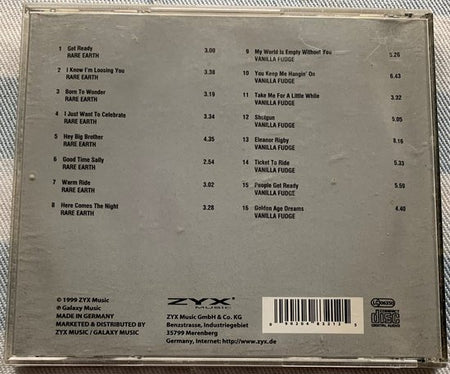 1 Get Ready 3.00
RARE EARTH
2 I Know I'm Loosing You 3.38
RARE EARTH
3 Born To Wonder 3.19
RARE EARTH
4 I Just Want To Celebrate 3.34
RARE EARTH
5 Hey Big Brother 4.35
RARE EARTH
6 Good Time Sally 2.54
RARE EARTH
7 Warm Ride 3.02
RARE EARTH
8 Here Comes The Night 3.28
RARE EARTH
9 My World Is Empty Without You 5.26
VANILLA FUDGE
10 You Keep Me Hangin' On 6.43
VANILLA FUDGE
11 Take Me For A Little While 3.32
VANILLA FUDGE
12 Shotgun 5.05
VANILLA FUDGE
13 Eleanor Rigby 8.16
VANILLA FUDGE
14 Ticket To Ride 5.33
VANILLA FUDGE
15 People Get Ready 5.50
VANILLA FUDGE
16 Golden Age Dreams 4.40
VANILLA FUDGE
© 1999 ZYX Music
℗ Galaxy Music
MADE IN GERMANY
MARKETED & DISTRIBUTED BY
ZYX MUSIC / GALAXY MUSIC
ZYX
MUSIC
ZYX Music GmbH & Co. KG
Benzstrasse, Industriegebiet
35799 Merenberg
Germany, Internet: http://www.zyx.de
COMPACT
disc
DIGITAL AUDIO